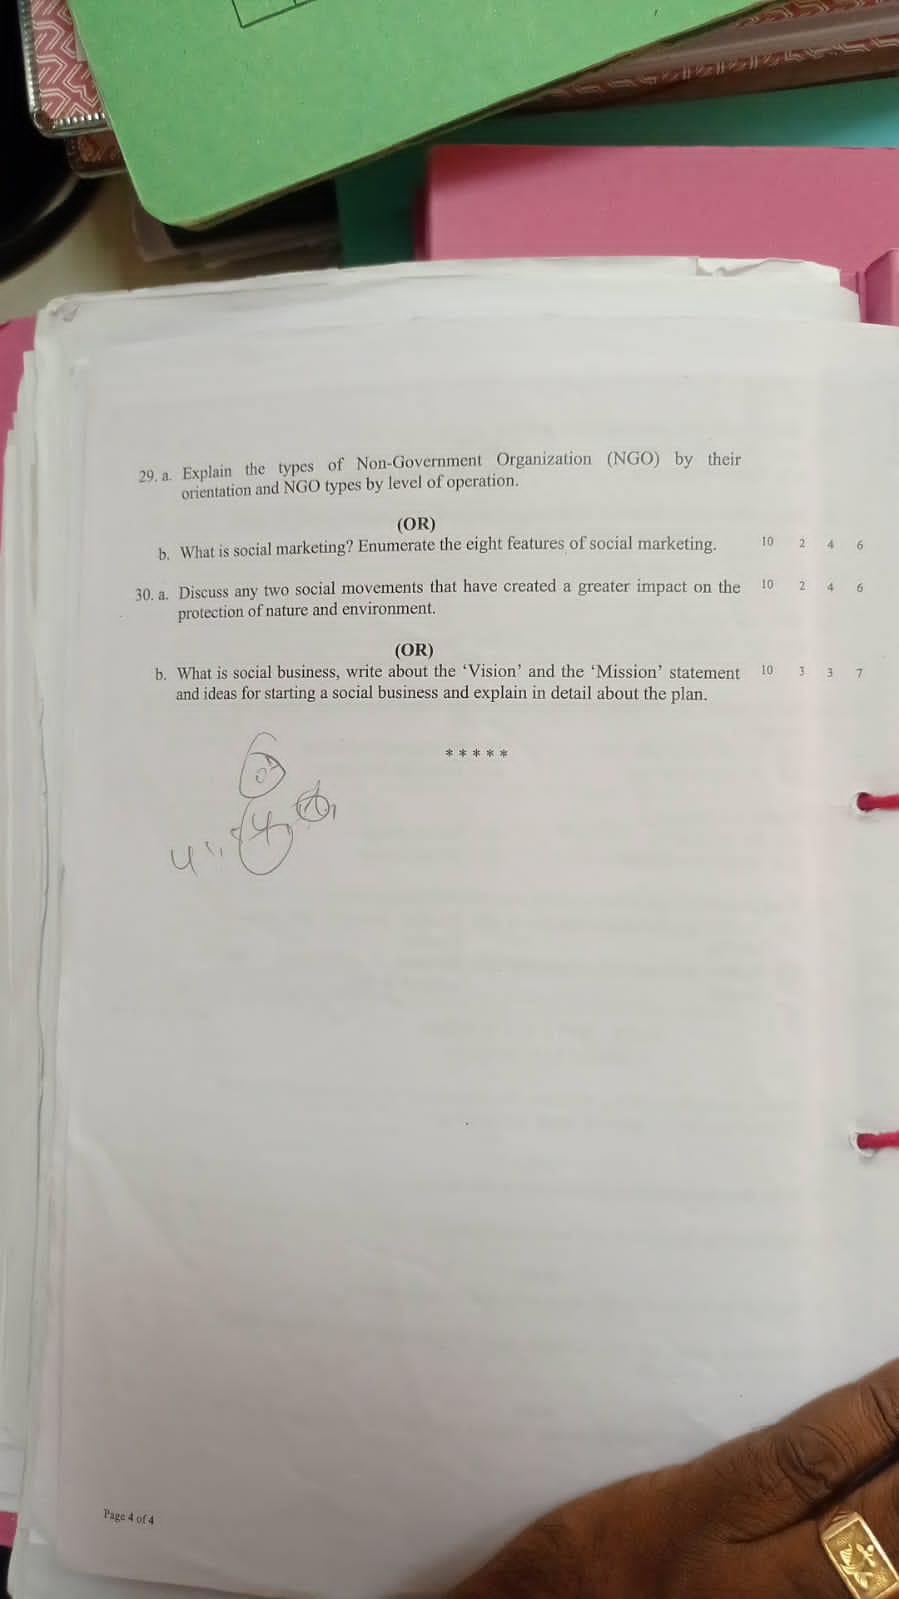 29. a. Explain the types of Non-Government Organization (NGO) by their
orientation and NGO types by level of operation.
(OR)
b. What is social marketing? Enumerate the eight features of social marketing. 10 2 4 6
30. a. Discuss any two social movements that have created a greater impact on the 10 2 4 6
protection of nature and environment.
(OR)
b. What is social business, write about the ‘Vision’ and the ‘Mission’ statement 10 3 3 7
and ideas for starting a social business and explain in detail about the plan.
* * * * *
Page 4 of 4